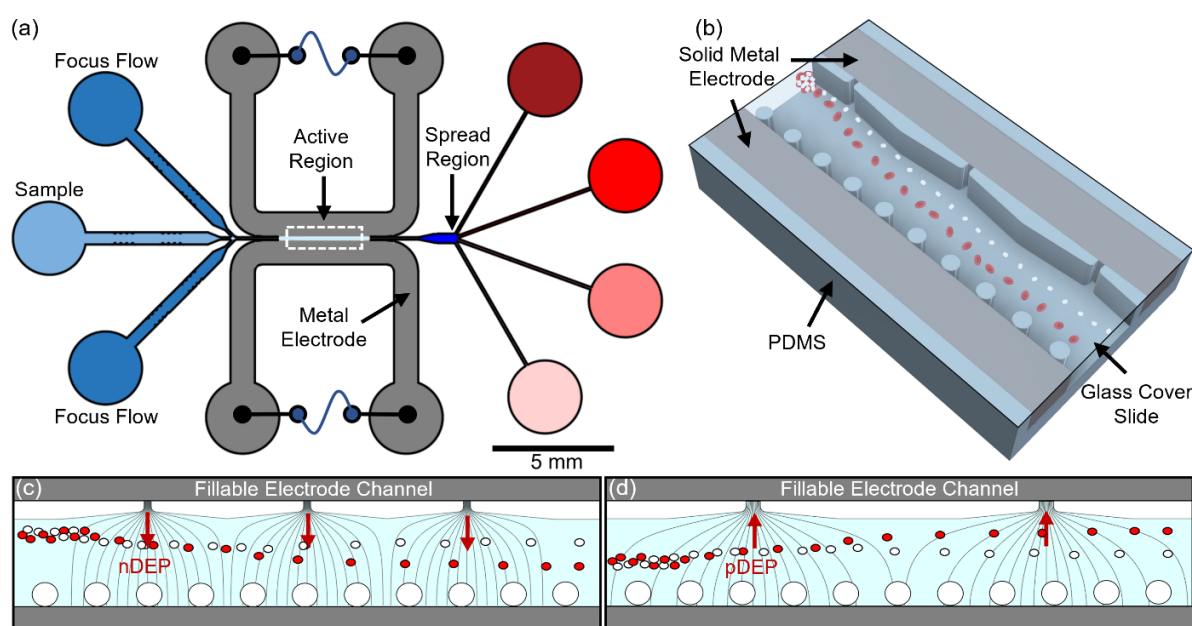 (a)
Focus Flow
Sample
Focus Flow
Active
Region
Spread
Region
Metal
Electrode
5 mm
(b)
Solid Metal
Electrode
PDMS
Glass Cover
Slide
(c)
Fillable Electrode Channel
nDEP
(d)
Fillable Electrode Channel
pDEP